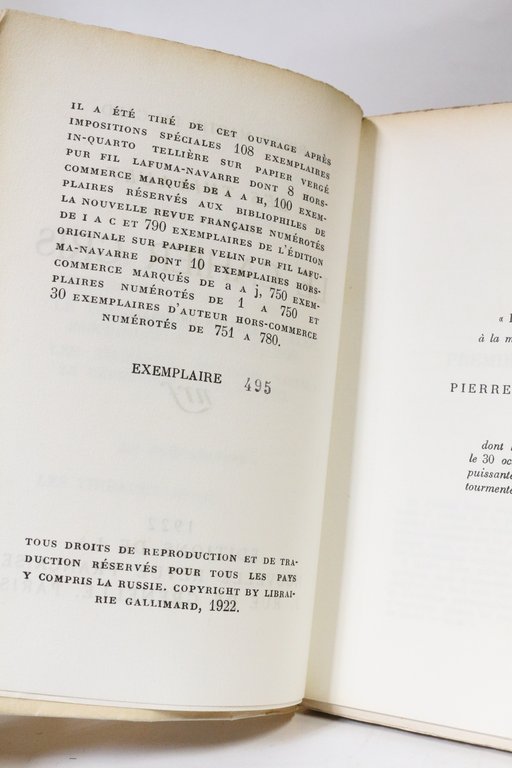 IL A ÉTÉ TIRÉ DE CET OUVRAGE APRÈS
IMPOSITIONS SPÉCIALES 108 EXEMPLAIRES
IN-QUARTO TELLIÈRE SUR PAPIER VERGÉ
PUR FIL LAFUMA-NAVARRE DONT 8 HORS-
COMMERCE MARQUÉS DE A A H, 100 EXEM-
PLAIRES RÉSERVÉS AUX BIBLIOPHILES DE
LA NOUVELLE REVUE FRANÇAISE NUMÉROTÉS
DE I A C ET 790 EXEMPLAIRES DE L'ÉDITION
ORIGINALE SUR PAPIER VELIN PUR FIL LAFU-
MA-NAVARRE DONT 10 EXEMPLAIRES HORS-
COMMERCE MARQUÉS DE a A j, 750 EXEM-
PLAIRES NUMÉROTÉS DE 1 A 750 ET
30 EXEMPLAIRES D'AUTEUR HORS-COMMERCE
NUMÉROTÉS DE 751 A 780.
EXEMPLAIRE 495
nrf
1922
TOUS DROITS DE REPRODUCTION ET DE TRA-
DUCTION RÉSERVÉS POUR TOUS LES PAYS
Y COMPRIS LA RUSSIE. COPYRIGHT BY LIBRAI-
RIE GALLIMARD, 1922.
à la m
PIERRE
dont
le 30 oc
puissante
tourmenté